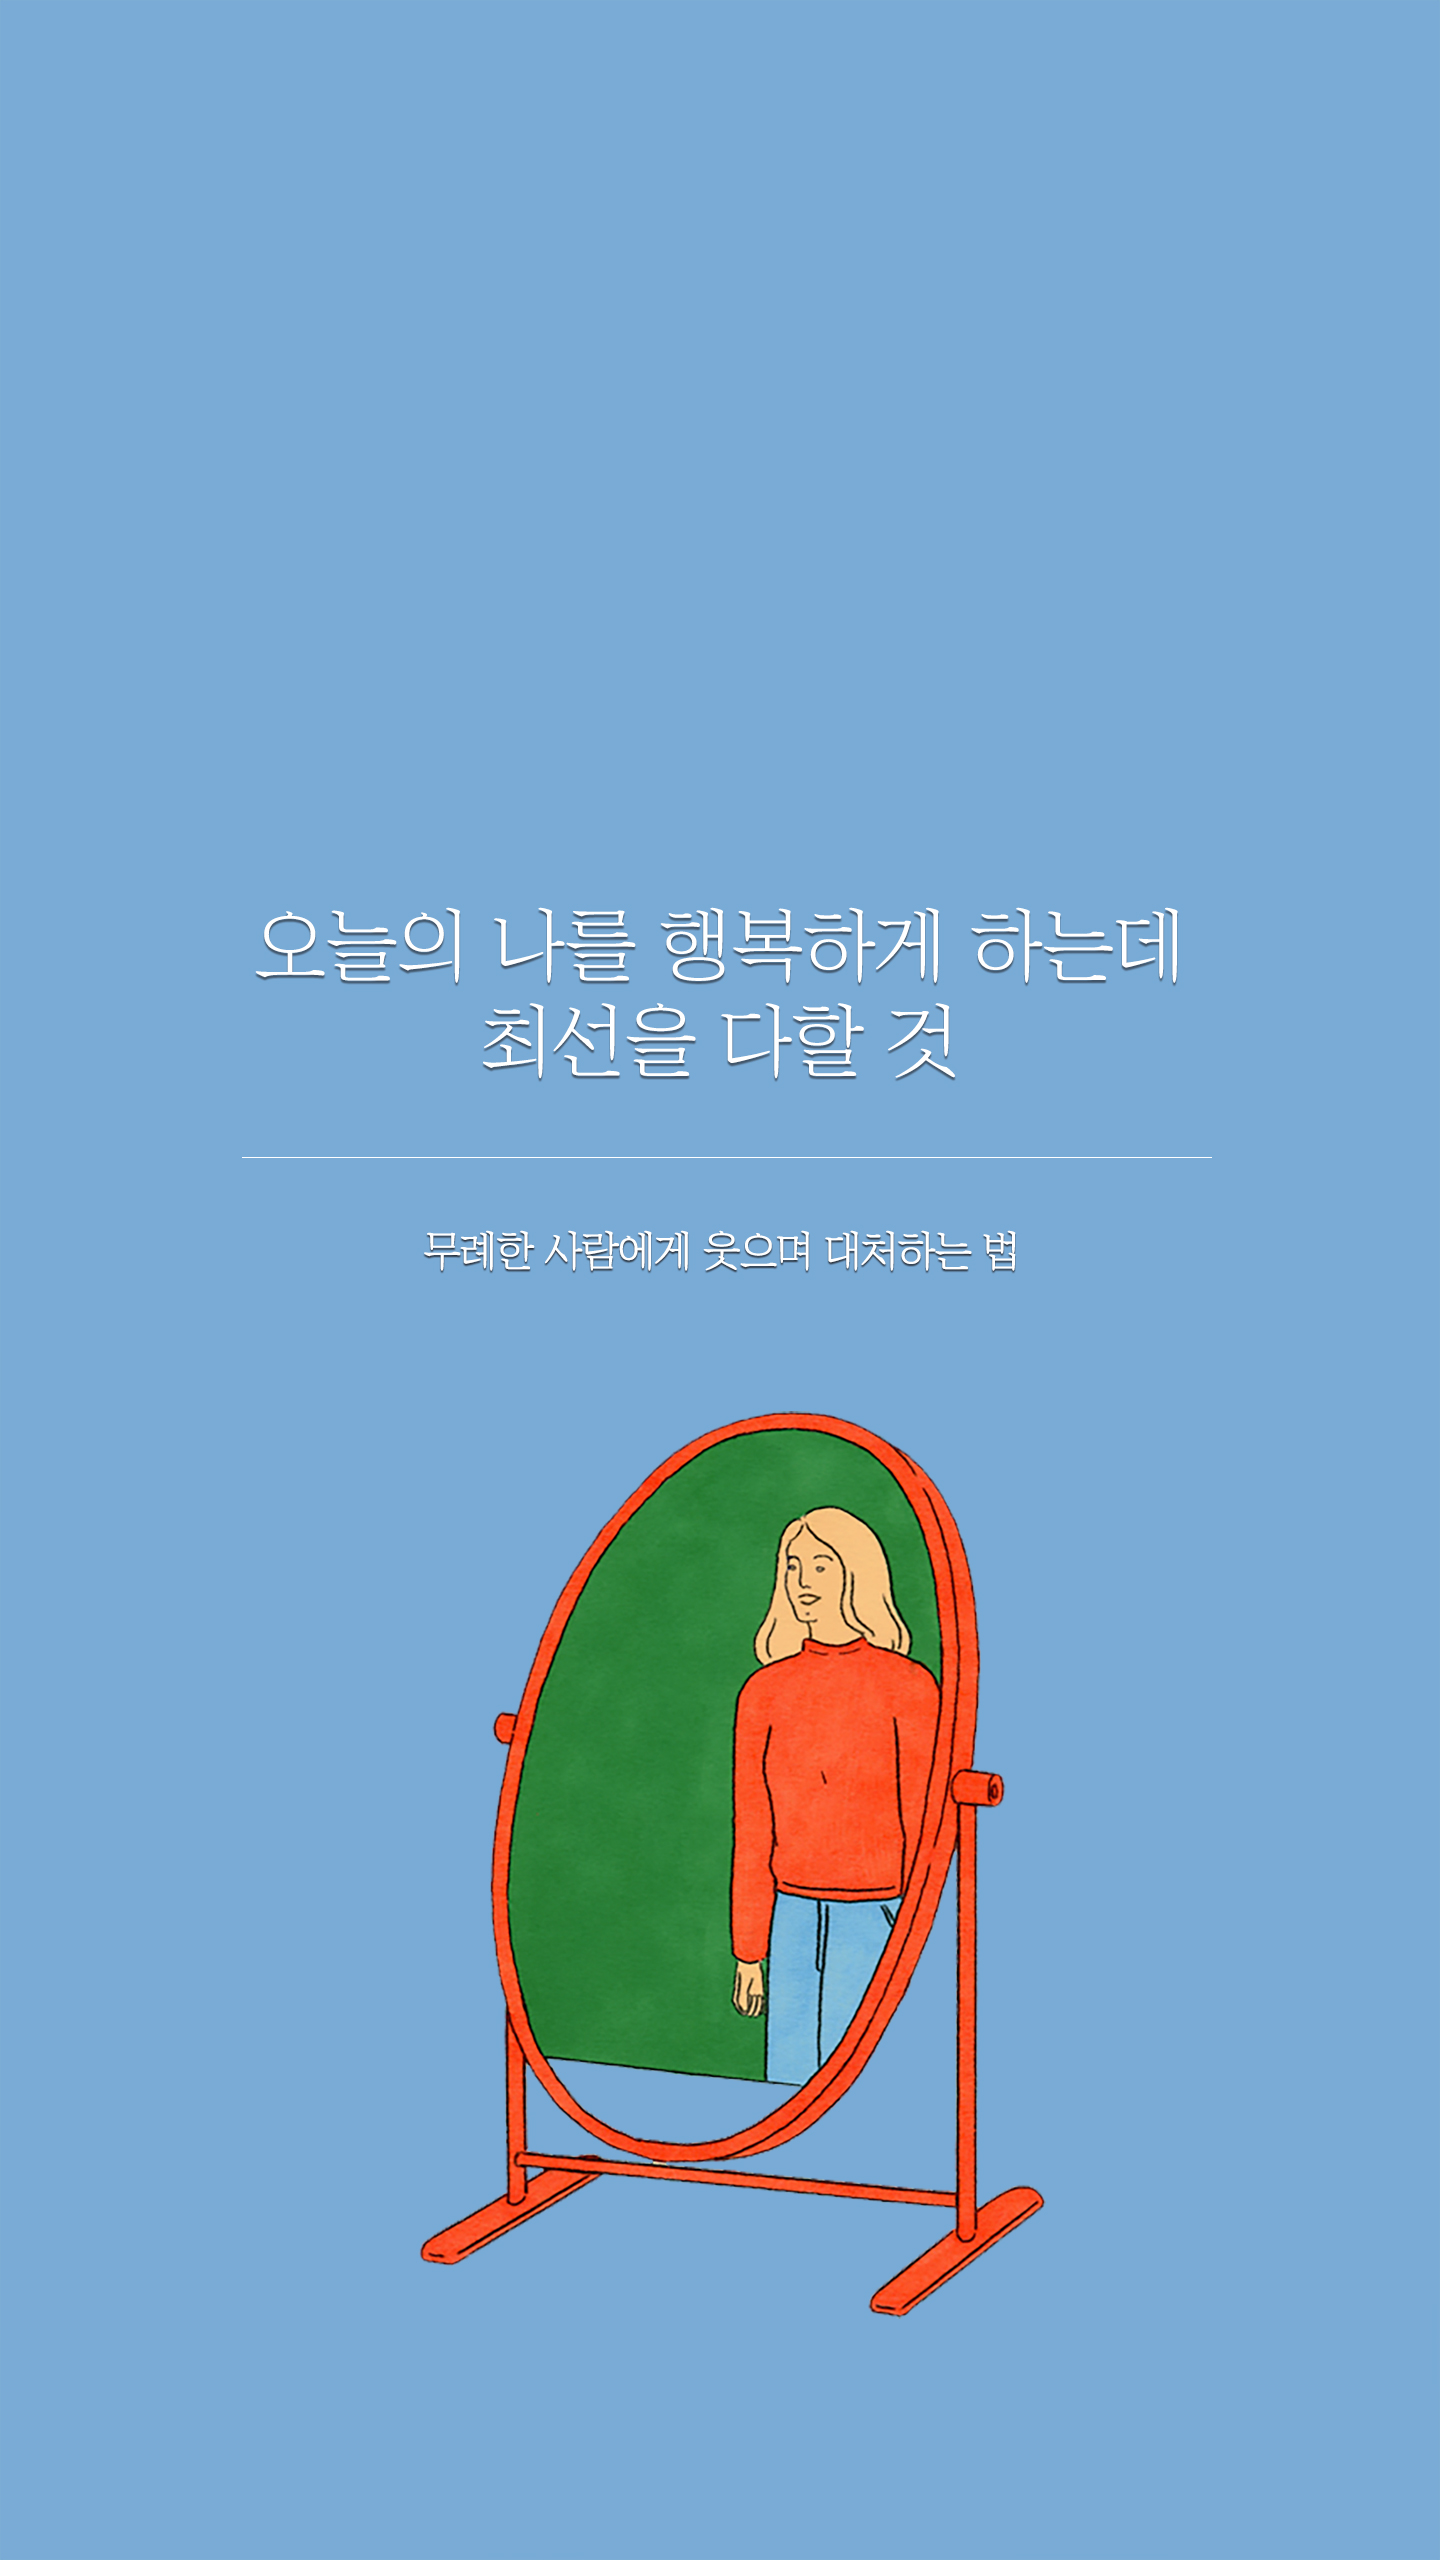 오늘의 나를 행복하게 하는데
최선을 다할 것
무례한 사람에게 웃으며 대처하는 법